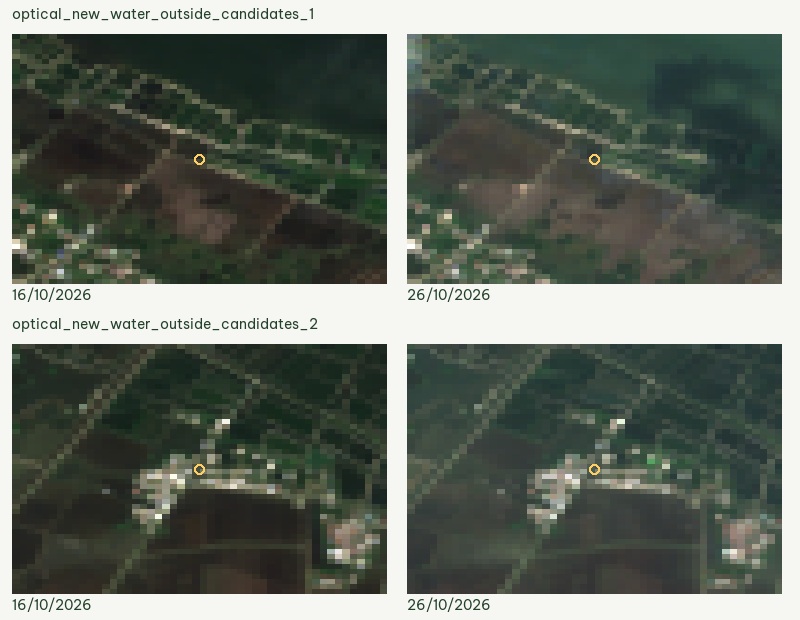 optical_new_water_outside_candidates_1
16/10/2026
26/10/2026
optical_new_water_outside_candidates_2
16/10/2026
26/10/2026